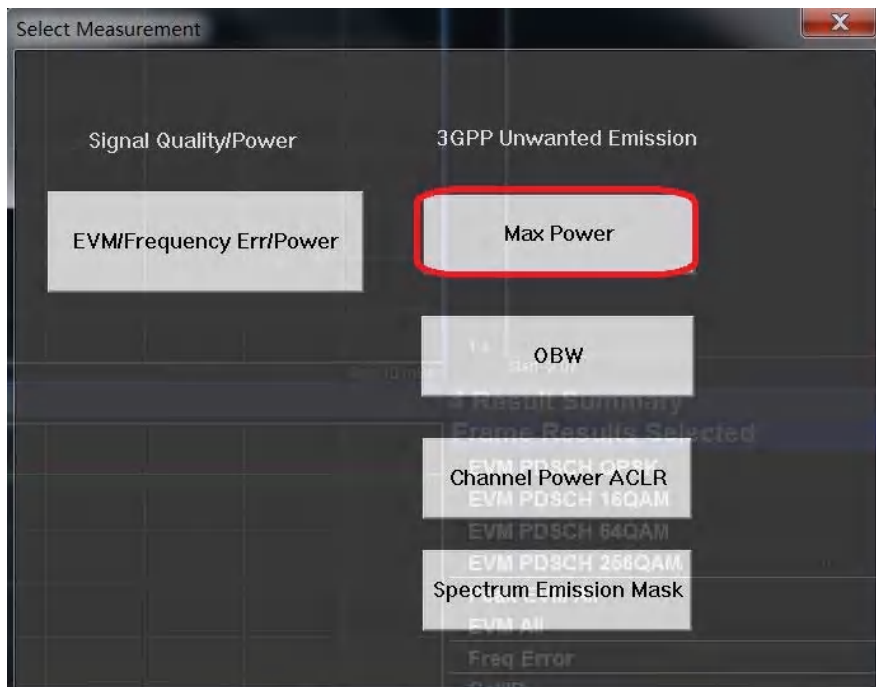 Select Measurement
X
Signal Quality/Power
3GPP Unwanted Emission
EVM/Frequency Err/Power
Max Power
OBW
Channel Power ACLR
Spectrum Emission Mask
3 Result Summary
Frame Results Selected
EVM PDSCH QPSK
EVM PDSCH 16QAM
EVM PDSCH 64QAM
EVM PDSCH 256QAM
EVM All
Freq Error